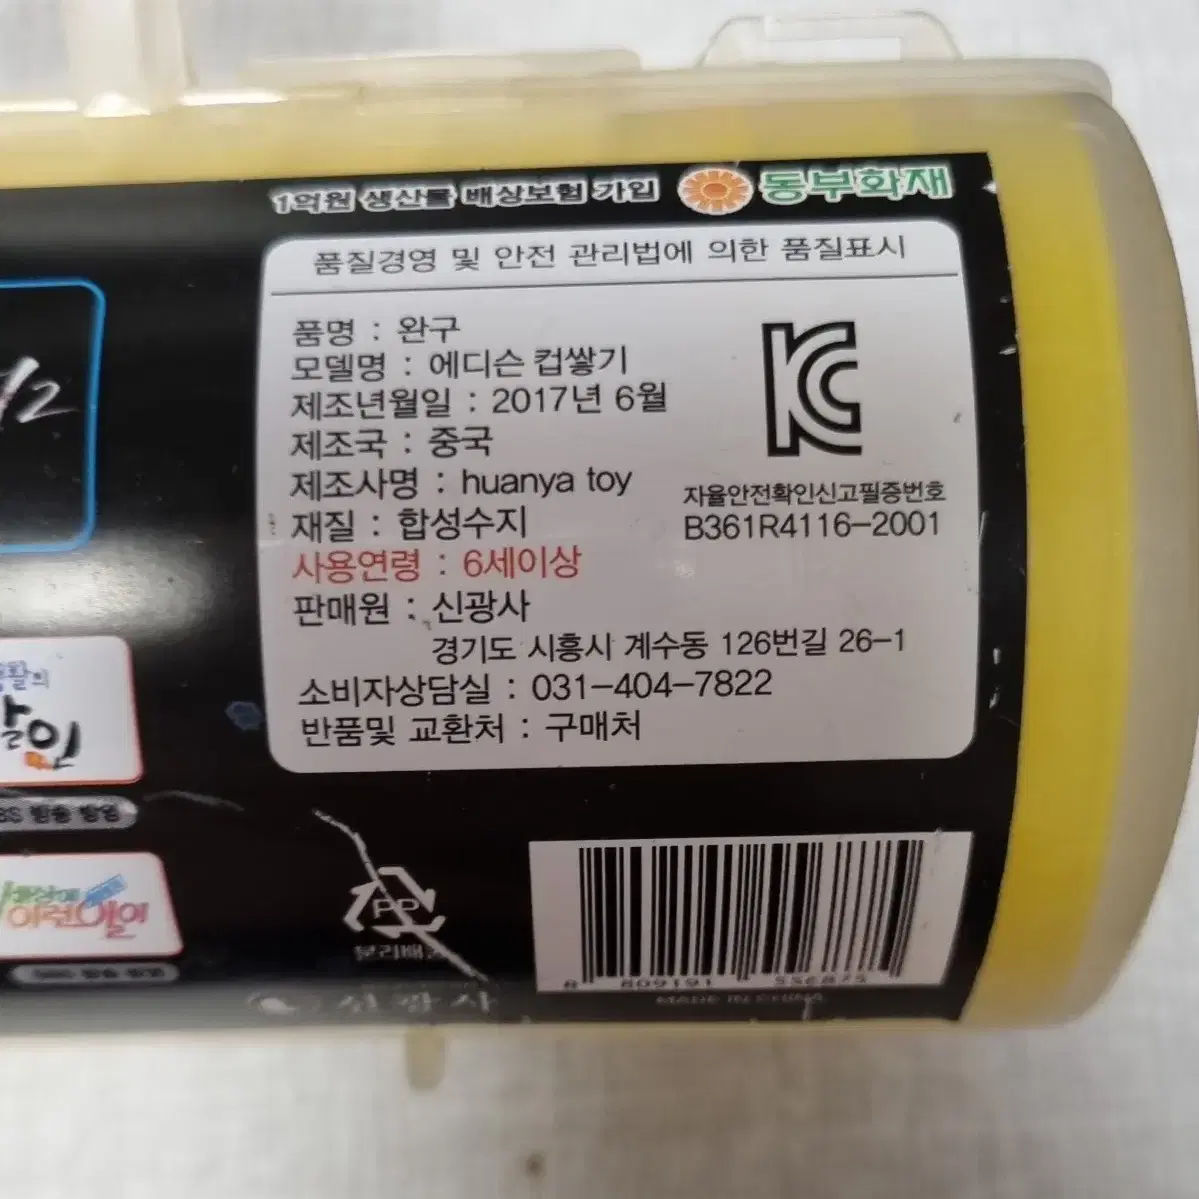 1억원 생산물 배상보험 가입 동부화재
품질경영 및 안전 관리법에 의한 품질표시
품명 : 완구
모델명 : 에디슨 컵쌓기
제조년월일 : 2017년 6월
제조국 : 중국
제조사명 : huanya toy
재질 : 합성수지
사용연령 : 6세이상
판매원 : 신광사
경기도 시흥시 계수동 126번길 26-1
소비자상담실 : 031-404-7822
반품및 교환처 : 구매처
자율안전확인신고필증번호
B361R4116-2001
PP
분리배출
신광사
MADE IN CHINA